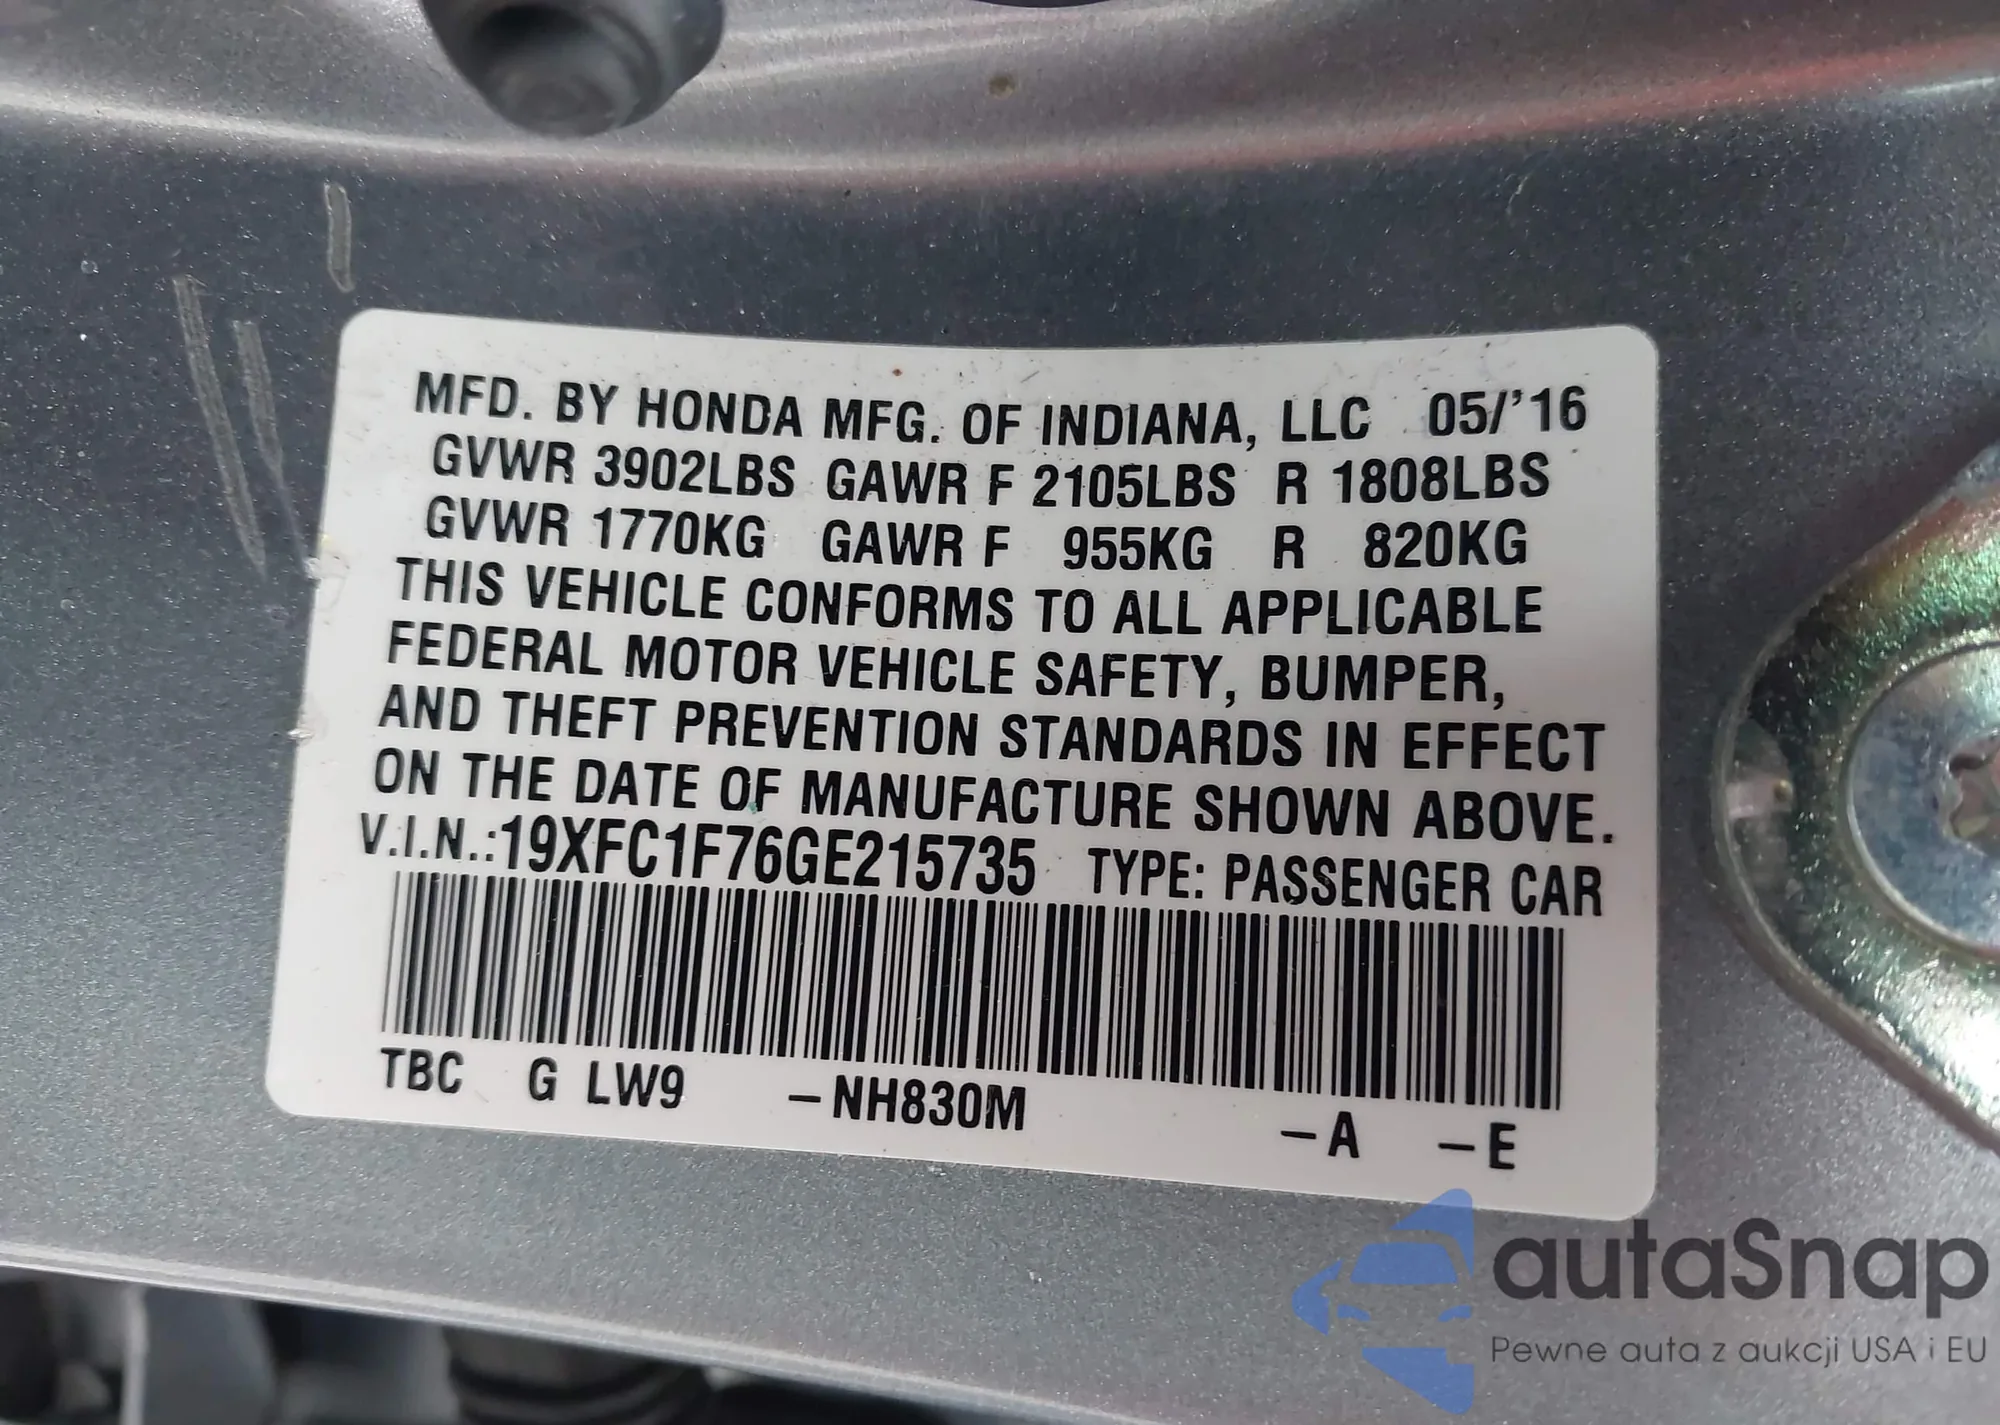 MFD. BY HONDA MFG. OF INDIANA, LLC 05/'16
GVWR 3902LBS GAWR F 2105LBS R 1808LBS
GVWR 1770KG GAWR F 955KG R 820KG
THIS VEHICLE CONFORMS TO ALL APPLICABLE
FEDERAL MOTOR VEHICLE SAFETY, BUMPER,
AND THEFT PREVENTION STANDARDS IN EFFECT
ON THE DATE OF MANUFACTURE SHOWN ABOVE.
V.I.N.:19XFC1F76GE215735 TYPE: PASSENGER CAR
TBC G LW9 –NH830M –A –E
autaSnap
Pewne auta z aukcji USA i EU